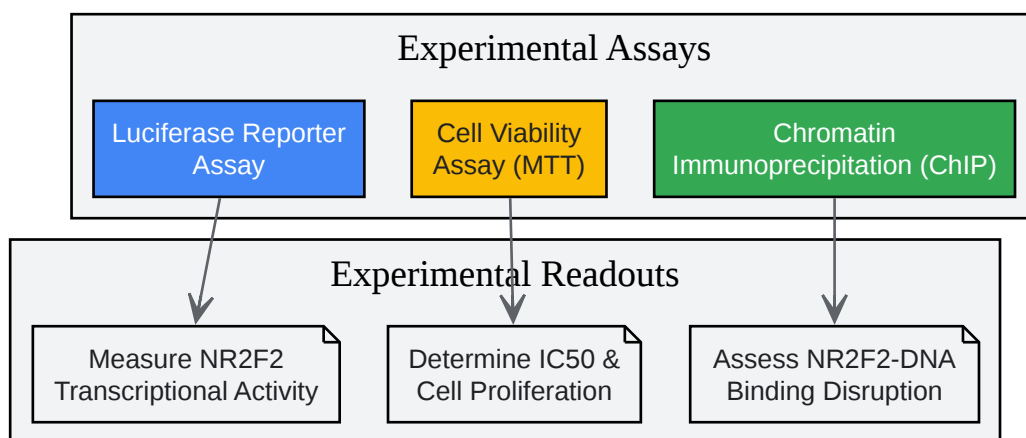 Experimental Assays
Luciferase Reporter
Assay
Cell Viability
Assay (MTT)
Chromatin
Immunoprecipitation (ChIP)
Experimental Readouts
Measure NR2F2
Transcriptional Activity
Determine IC50 &
Cell Proliferation
Assess NR2F2-DNA
Binding Disruption